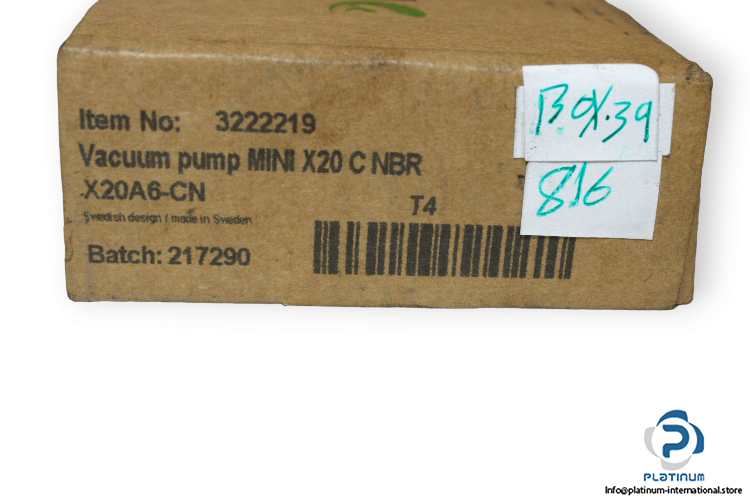 Item No: 3222219
Vacuum pump MINI X20 C NBR
X20A6-CN
T4
Swedish design / made in Sweden
Batch: 217290
BOX.39
816
PLATINUM
Info@platinum-international.store